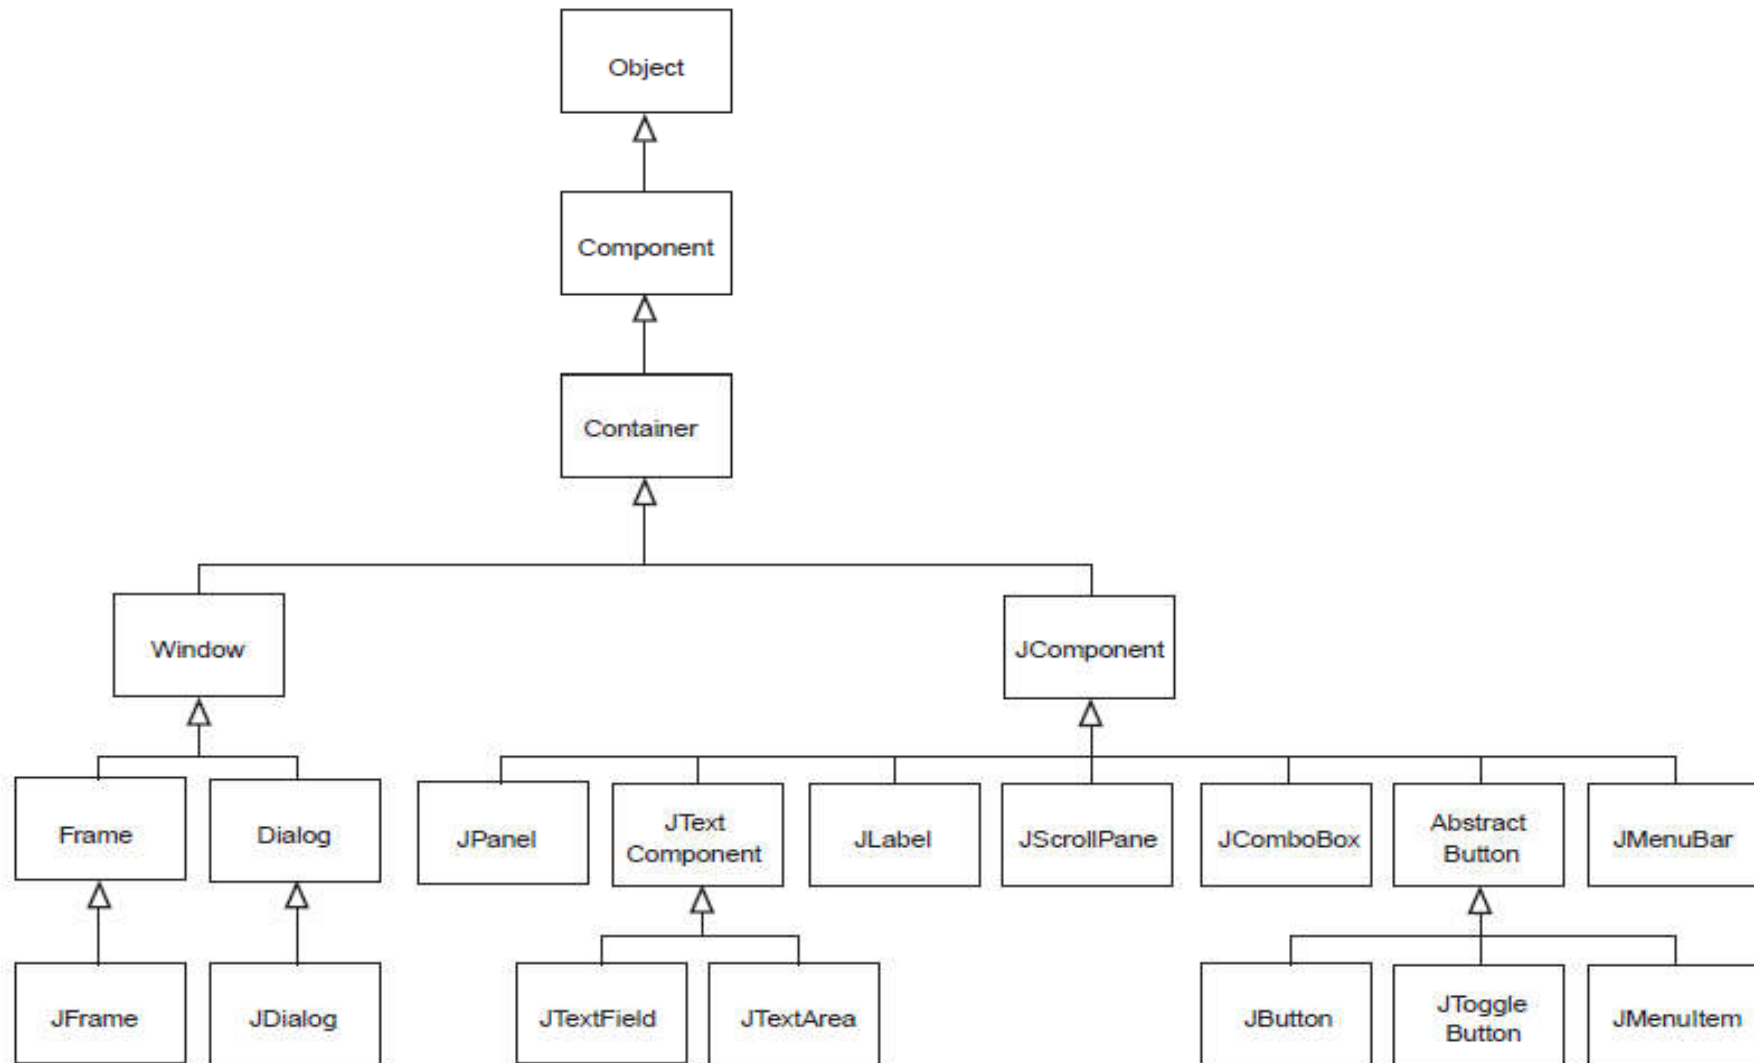 Object
Component
Container
Window
JComponent
Frame
Dialog
JPanel
JText
Component
JLabel
JScrollPane
JComboBox
Abstract
Button
JMenuBar
JFrame
JDialog
JTextField
JTextArea
JButton
JToggle
Button
JMenuItem